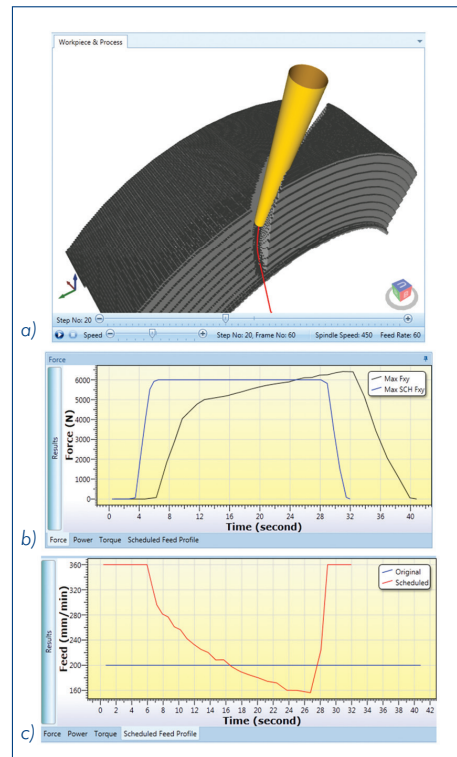 Workpiece & Process
Step No: 20
Speed
Step No: 20, Frame No: 60
Spindle Speed: 450
Feed Rate: 60
a)
Force
Results
Force (N)
6000
5000
4000
3000
2000
1000
0
Max Fxy
Max SCH Fxy
0 4 8 12 16 20 24 28 32 36 40
Time (second)
Force Power Torque Scheduled Feed Profile
b)
Results
Feed (mm/min)
360
320
280
240
200
160
Original
Scheduled
0 2 4 6 8 10 12 14 16 18 20 22 24 26 28 30 32 34 36 38 40 42
Time (second)
Force Power Torque Scheduled Feed Profile
c)